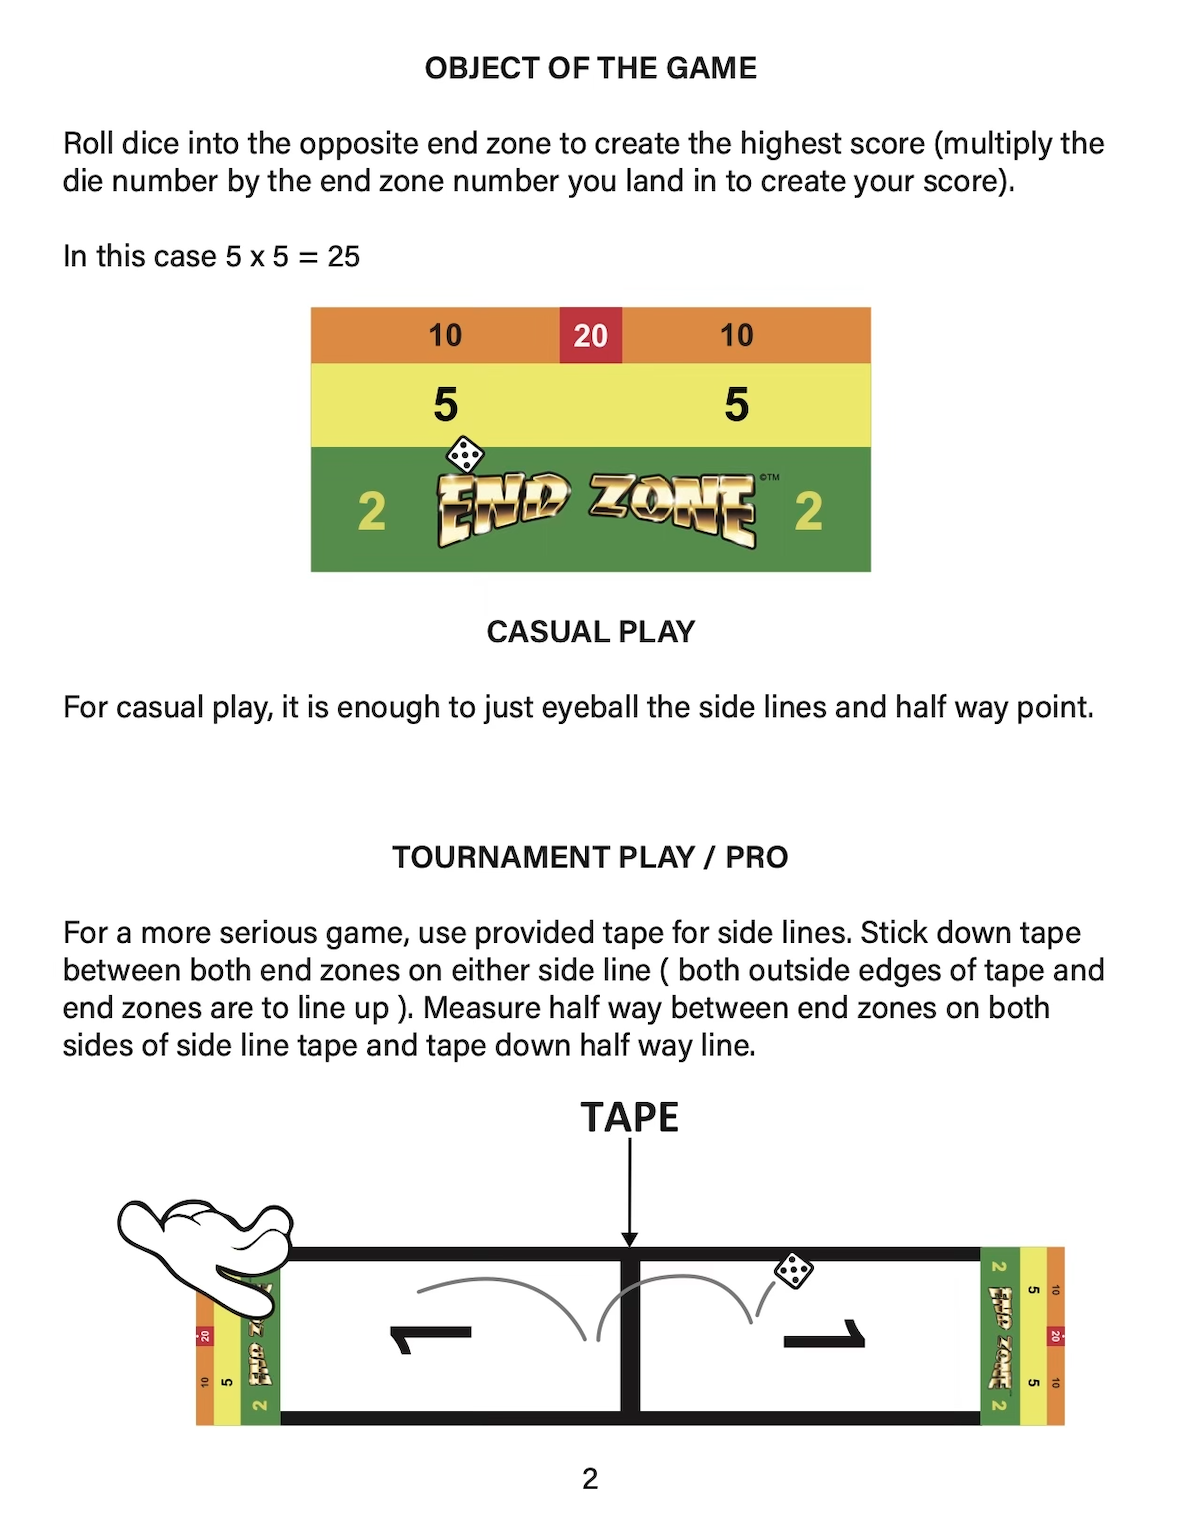 OBJECT OF THE GAME
Roll dice into the opposite end zone to create the highest score (multiply the
die number by the end zone number you land in to create your score).
In this case 5 x 5 = 25
10 20 10
5 5
©TM
2 END ZONE 2
CASUAL PLAY
For casual play, it is enough to just eyeball the side lines and half way point.
TOURNAMENT PLAY / PRO
For a more serious game, use provided tape for side lines. Stick down tape
between both end zones on either side line ( both outside edges of tape and
end zones are to line up ). Measure half way between end zones on both
sides of side line tape and tape down half way line.
TAPE
20
10
5
END ZO
2
1
1
2 END ZONE 2
5 5
10 20 10
2